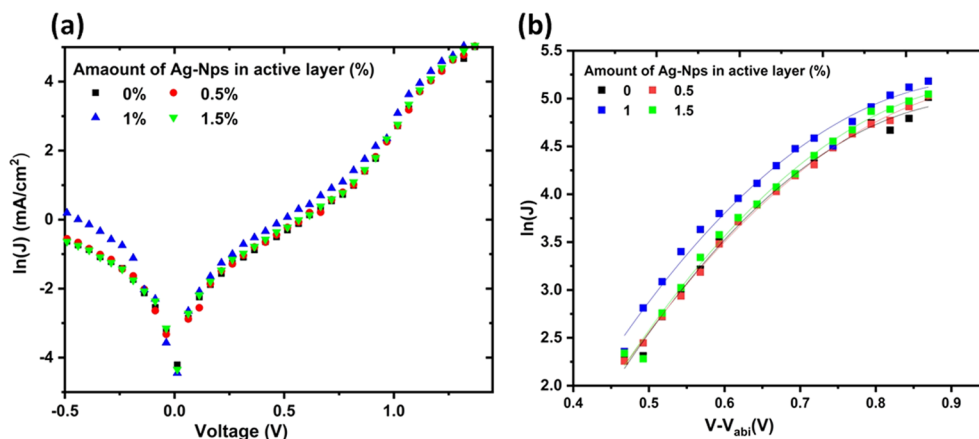 (a)
Amaount of Ag-Nps in active layer (%)
0% 0.5%
1% 1.5%
ln(J) (mA/cm²)
4
2
0
-2
-4
-0.5 0.0 0.5 1.0
Voltage (V)
(b)
Amount of Ag-Nps in active layer (%)
0 0.5
1 1.5
ln(J)
5.5
5.0
4.5
4.0
3.5
3.0
2.5
2.0
0.4 0.5 0.6 0.7 0.8 0.9
V-Vabi(V)